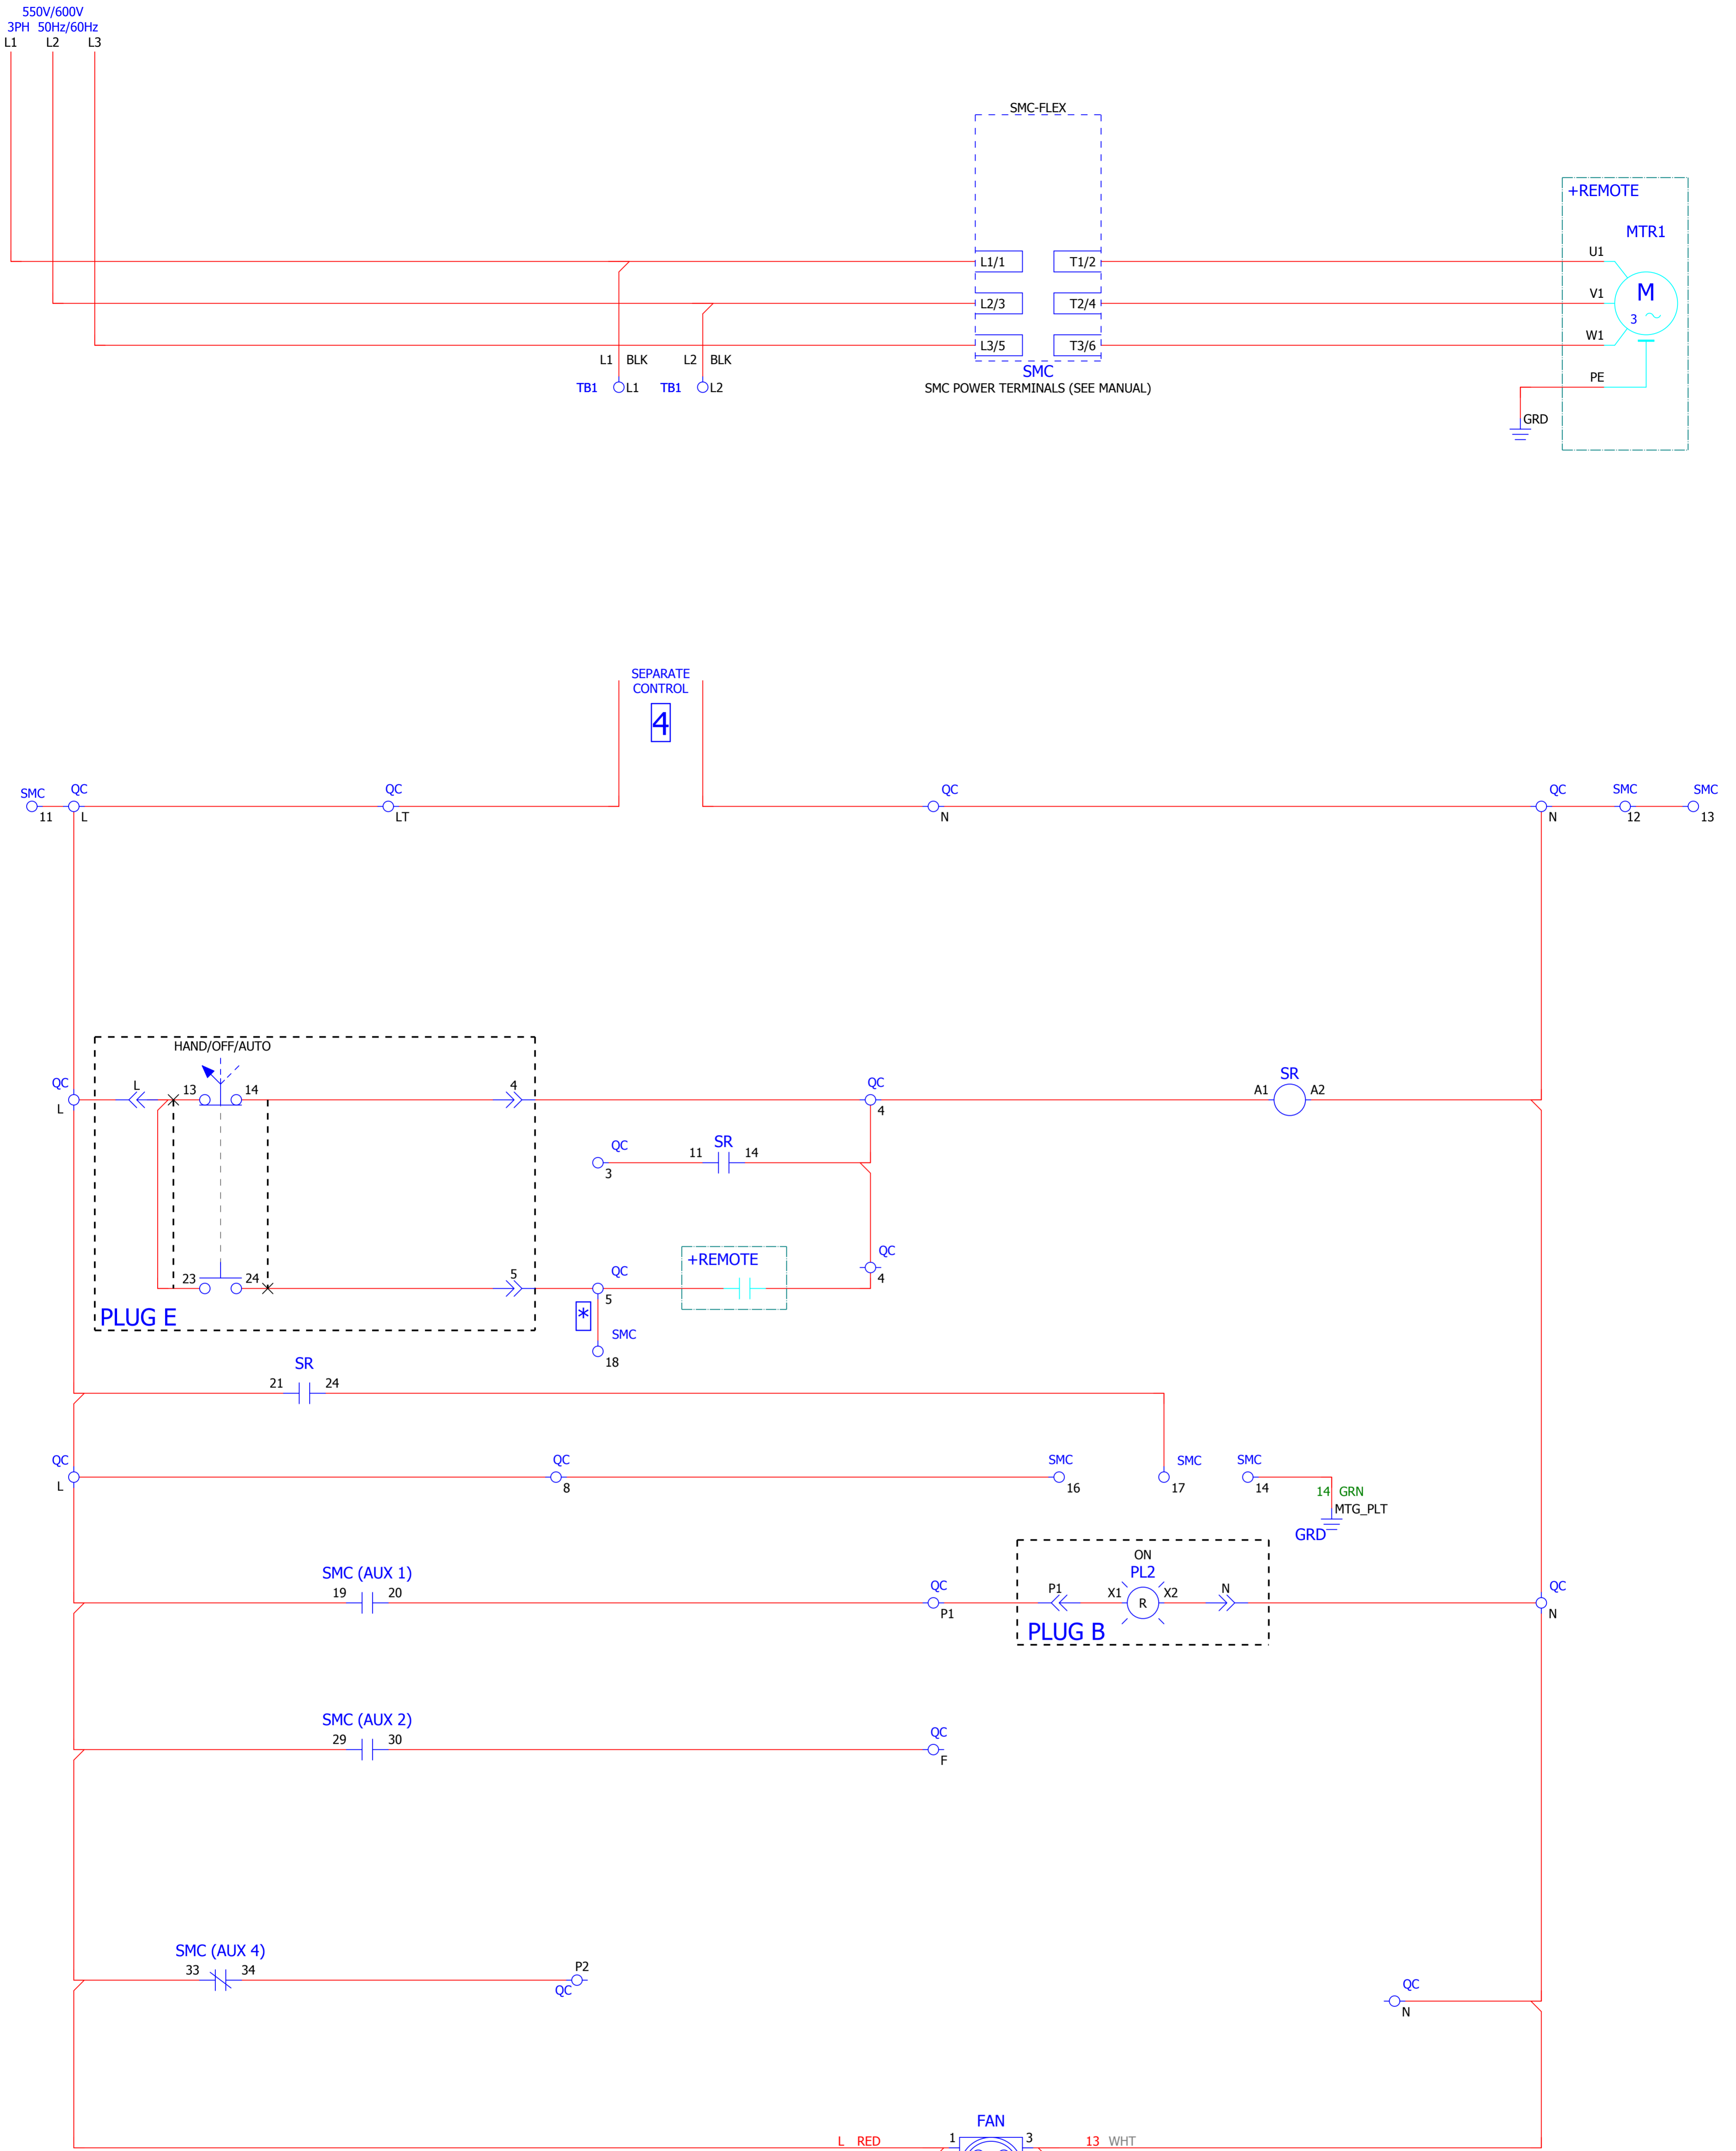 550V/600V
3PH 50Hz/60Hz
L1 L2 L3
SMC-FLEX
+REMOTE
MTR1
U1
L1/1 T1/2
V1 M
L2/3 T2/4
3
W1
L3/5 T3/6
L1 BLK L2 BLK
SMC
PE
TB1 L1 TB1 L2
SMC POWER TERMINALS (SEE MANUAL)
GRD
SEPARATE
CONTROL
4
SMC QC QC QC QC SMC SMC
11 L LT N N 12 13
HAND/OFF/AUTO
SR
QC L 13 14 4 QC A1 A2
L 4
QC SR
11 14
3
+REMOTE QC
QC
23 24 5 4
5
PLUG E *
SMC
18
SR
21 24
QC QC SMC SMC SMC
L 8 16 17 14
14 GRN
MTG_PLT
GRD
ON
SMC (AUX 1) PL2
19 20 QC P1 X1 X2 N QC
R
P1 N
PLUG B
SMC (AUX 2)
29 30 QC
F
SMC (AUX 4)
33 34 P2
QC
QC
N
FAN
L RED 1 3 13 WHT